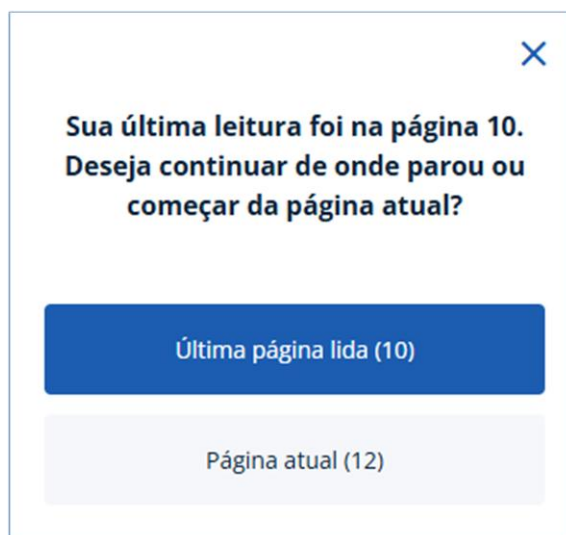 Sua última leitura foi na página 10.
Deseja continuar de onde parou ou
começar da página atual?
Última página lida (10)
Página atual (12)